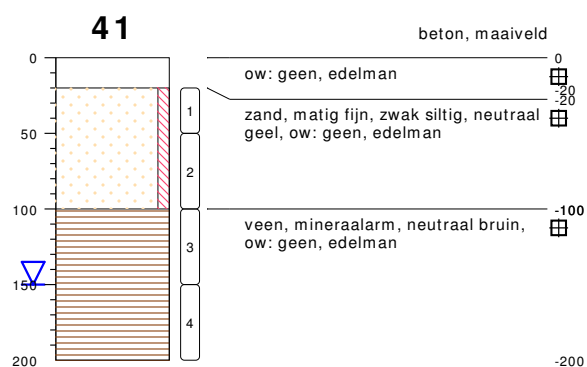 41
beton, maaiveld
0
0
ow: geen, edelman
-20
-20
1
zand, matig fijn, zwak siltig, neutraal
geel, ow: geen, edelman
50
2
100
-100
veen, mineraalarm, neutraal bruin,
ow: geen, edelman
3
150
4
200
-200